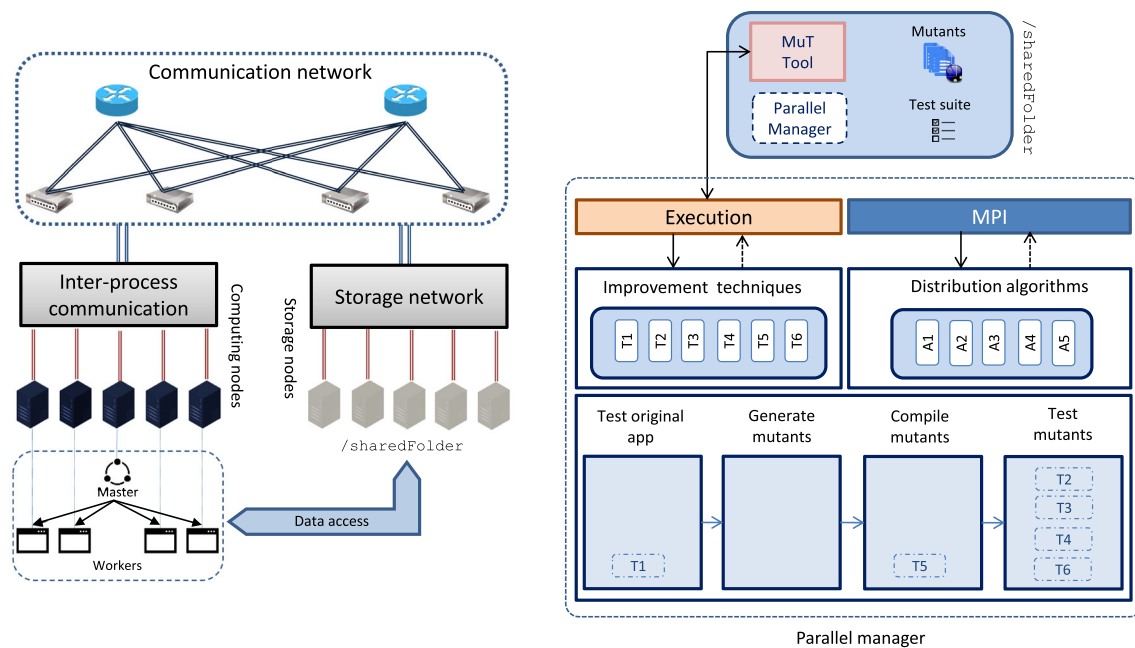 Communication network
Inter-process
communication
Storage network
Computing nodes
Storage nodes
/sharedFolder
Master
Workers
Data access
MuT
Tool
Mutants
Parallel
Manager
Test suite
/sharedFolder
Execution
MPI
Improvement techniques
T1 T2 T3 T4 T5 T6
Distribution algorithms
A1 A2 A3 A4 A5
Test original
app
Generate
mutants
Compile
mutants
Test
mutants
T1
T5
T2
T3
T4
T6
Parallel manager